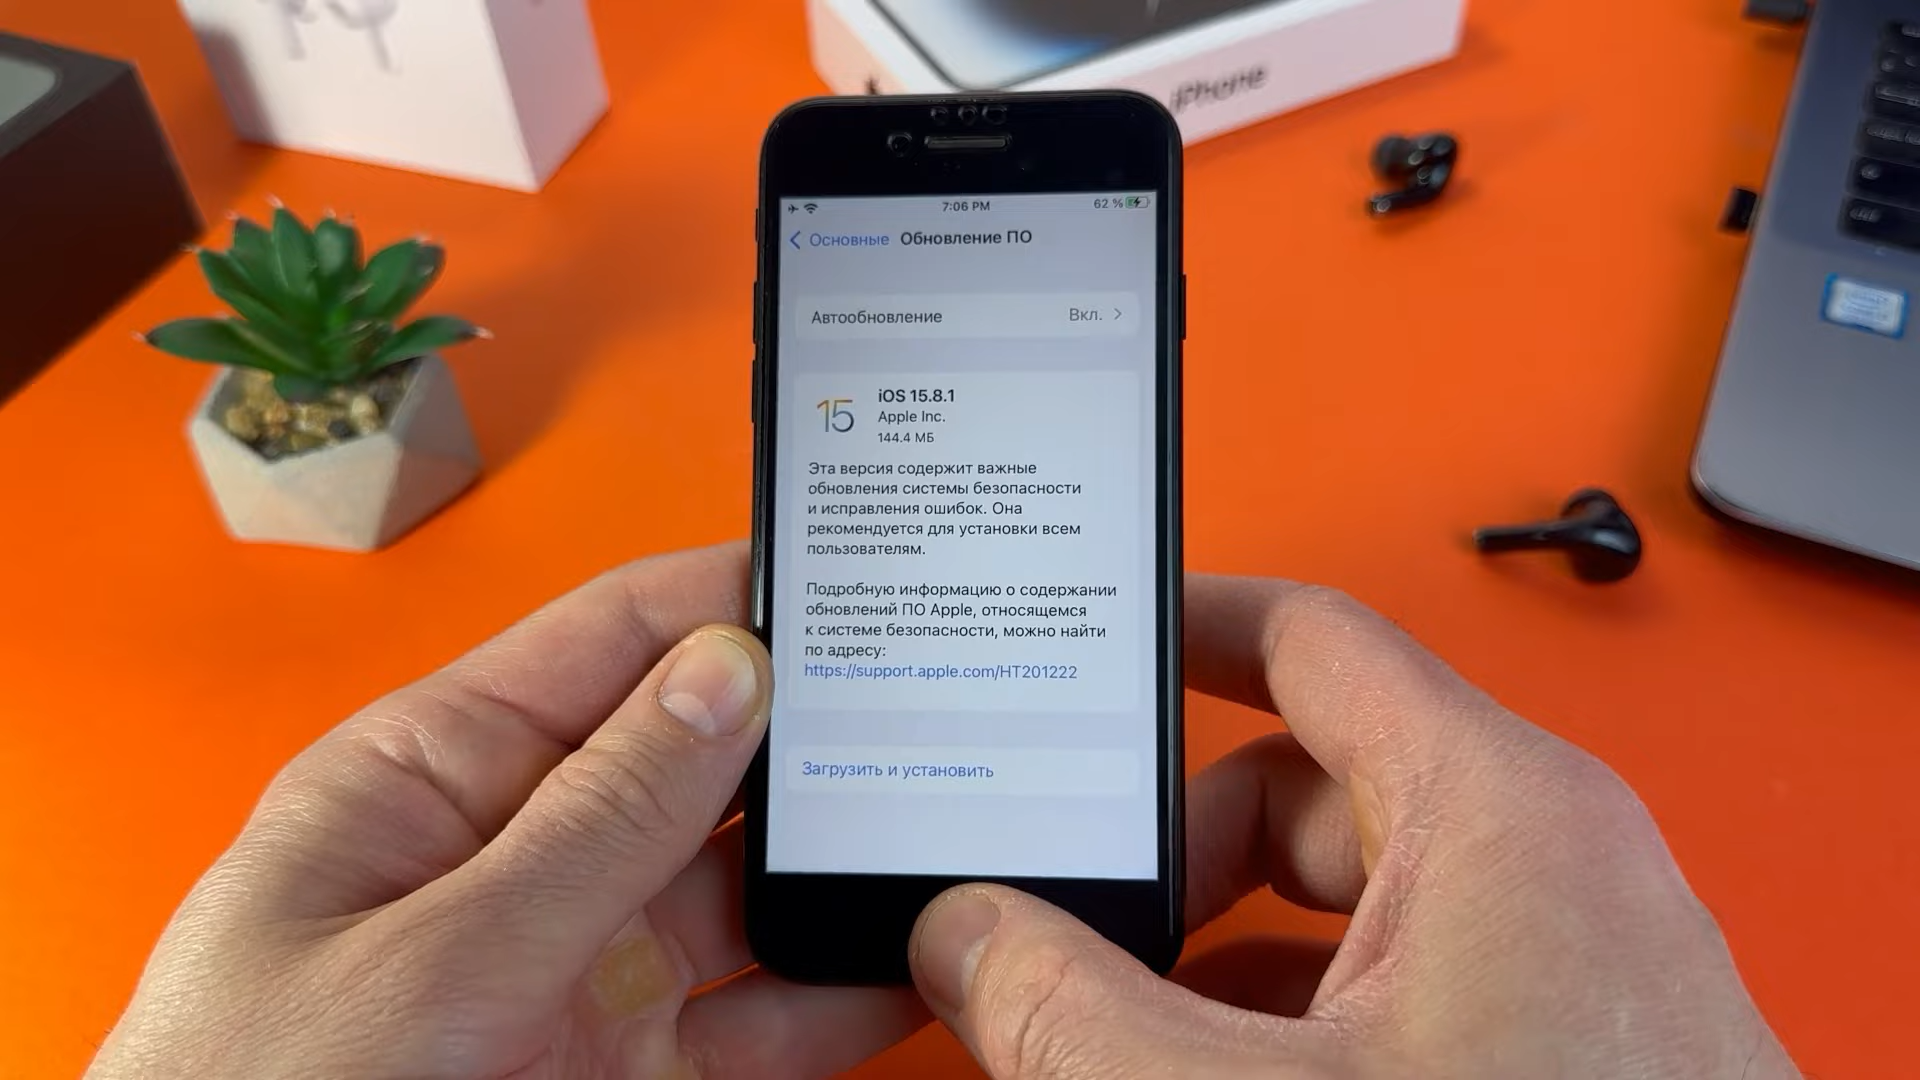 iPhone
7:06 PM
62 %
Основные
Обновление ПО
Автообновление
Вкл.
15
iOS 15.8.1
Apple Inc.
144.4 МБ
Эта версия содержит важные
обновления системы безопасности
и исправления ошибок. Она
рекомендуется для установки всем
пользователям.
Подробную информацию о содержании
обновлений ПО Apple, относящемся
к системе безопасности, можно найти
по адресу:
https://support.apple.com/HT201222
Загрузить и установить